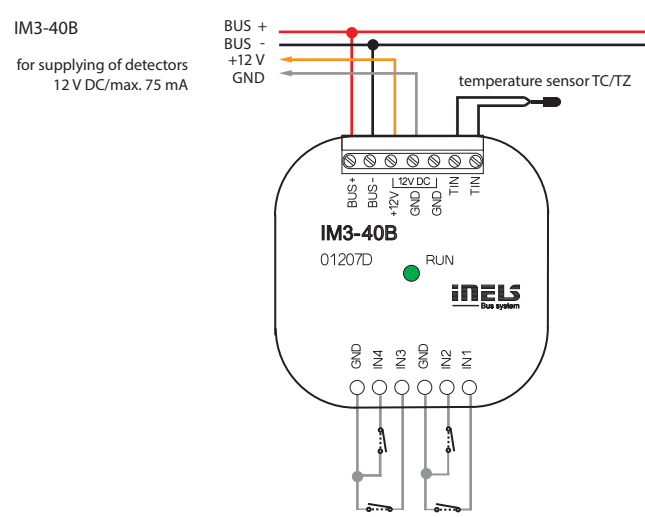 IM3-40B
for supplying of detectors
12 V DC/max. 75 mA
BUS +
BUS -
+12 V
GND
temperature sensor TC/TZ
BUS+
BUS-
+12V
12V DC
GND
GND
TIN
TIN
IM3-40B
01207D
RUN
iNELS
Bus system
GND
IN4
IN3
GND
IN2
IN1